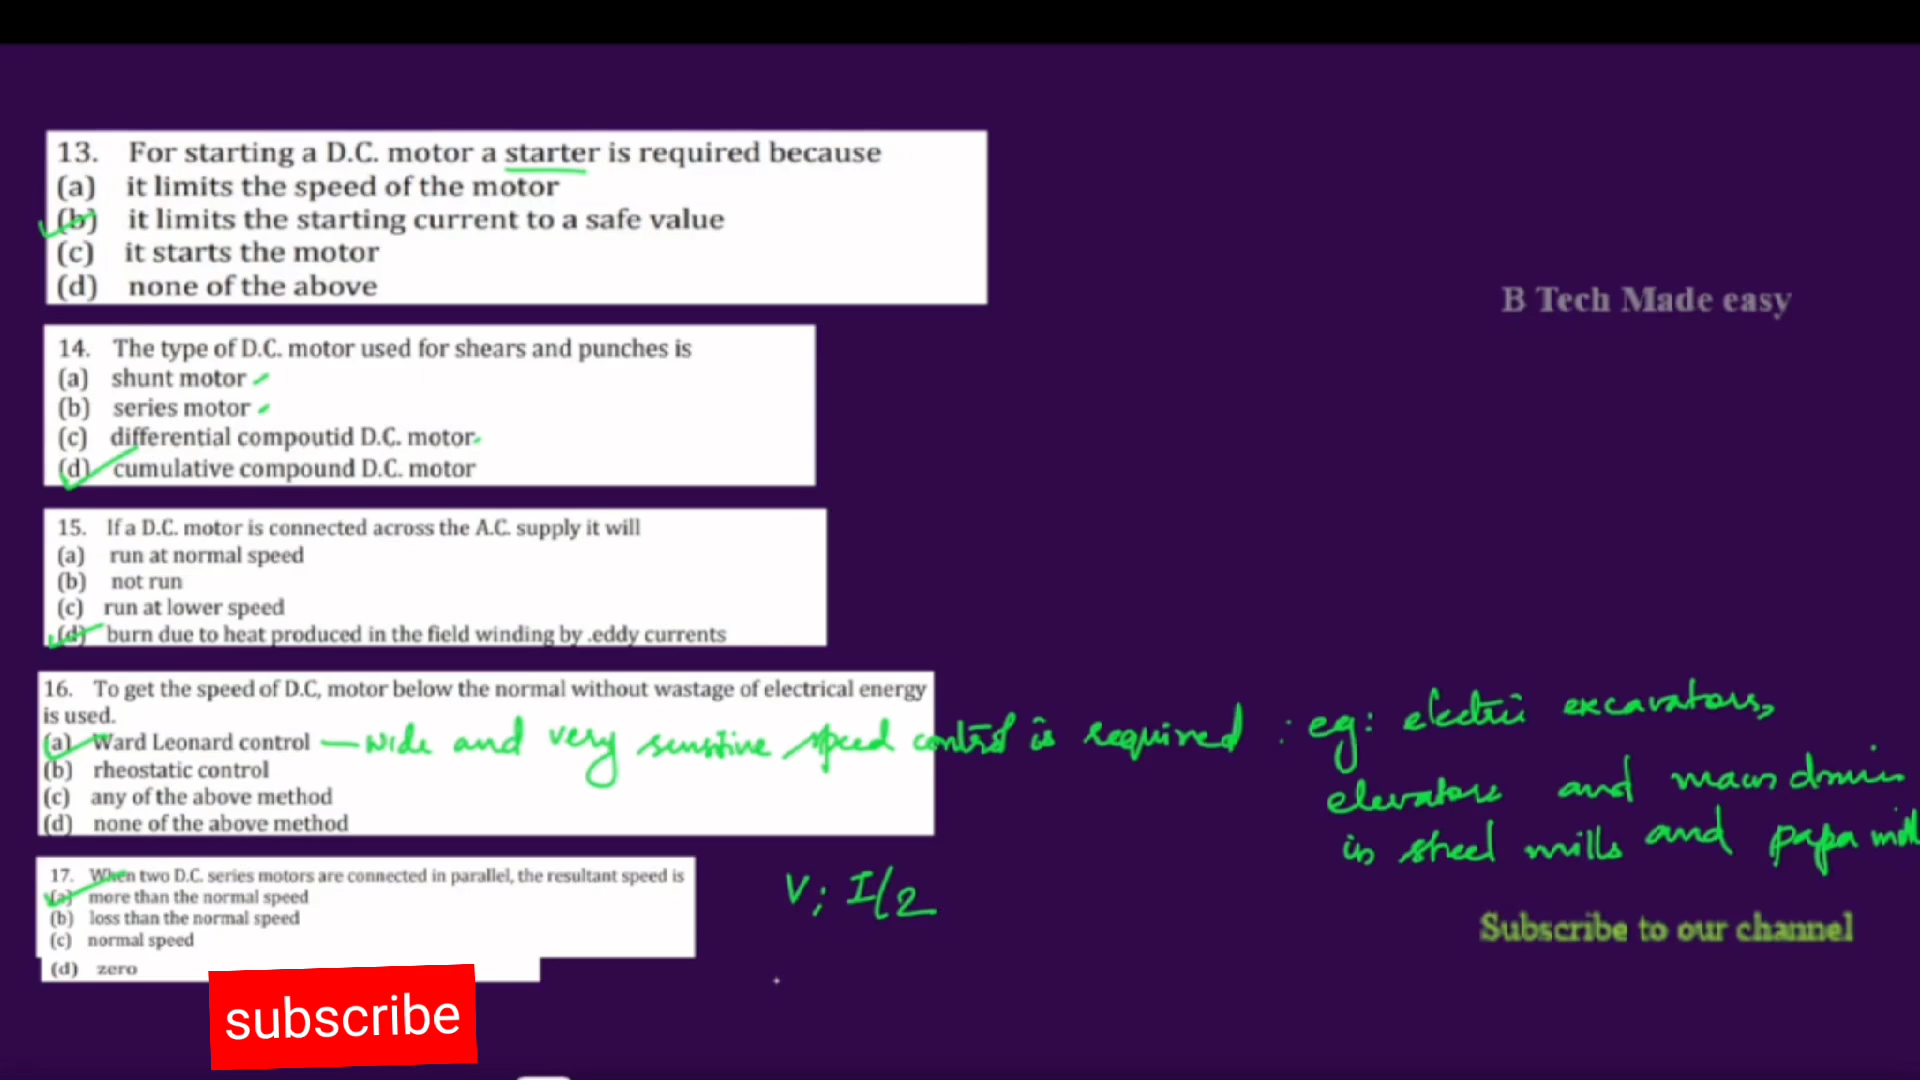 13. For starting a D.C. motor a starter is required because
(a) it limits the speed of the motor
(b) it limits the starting current to a safe value
(c) it starts the motor
(d) none of the above
B Tech Made easy
14. The type of D.C. motor used for shears and punches is
(a) shunt motor
(b) series motor
(c) differential compoutid D.C. motor
(d) cumulative compound D.C. motor
15. If a D.C. motor is connected across the A.C. supply it will
(a) run at normal speed
(b) not run
(c) run at lower speed
(d) burn due to heat produced in the field winding by .eddy currents
16. To get the speed of D.C, motor below the normal without wastage of electrical energy
is used.
(a) Ward Leonard control — wide and very sensitive speed control is required : eg: electric excavators,
elevators and main drives
in steel mills and paper mill
(b) rheostatic control
(c) any of the above method
(d) none of the above method
17. When two D.C. series motors are connected in parallel, the resultant speed is
(a) more than the normal speed
(b) loss than the normal speed
(c) normal speed
(d) zero
V; I/2
Subscribe to our channel
subscribe